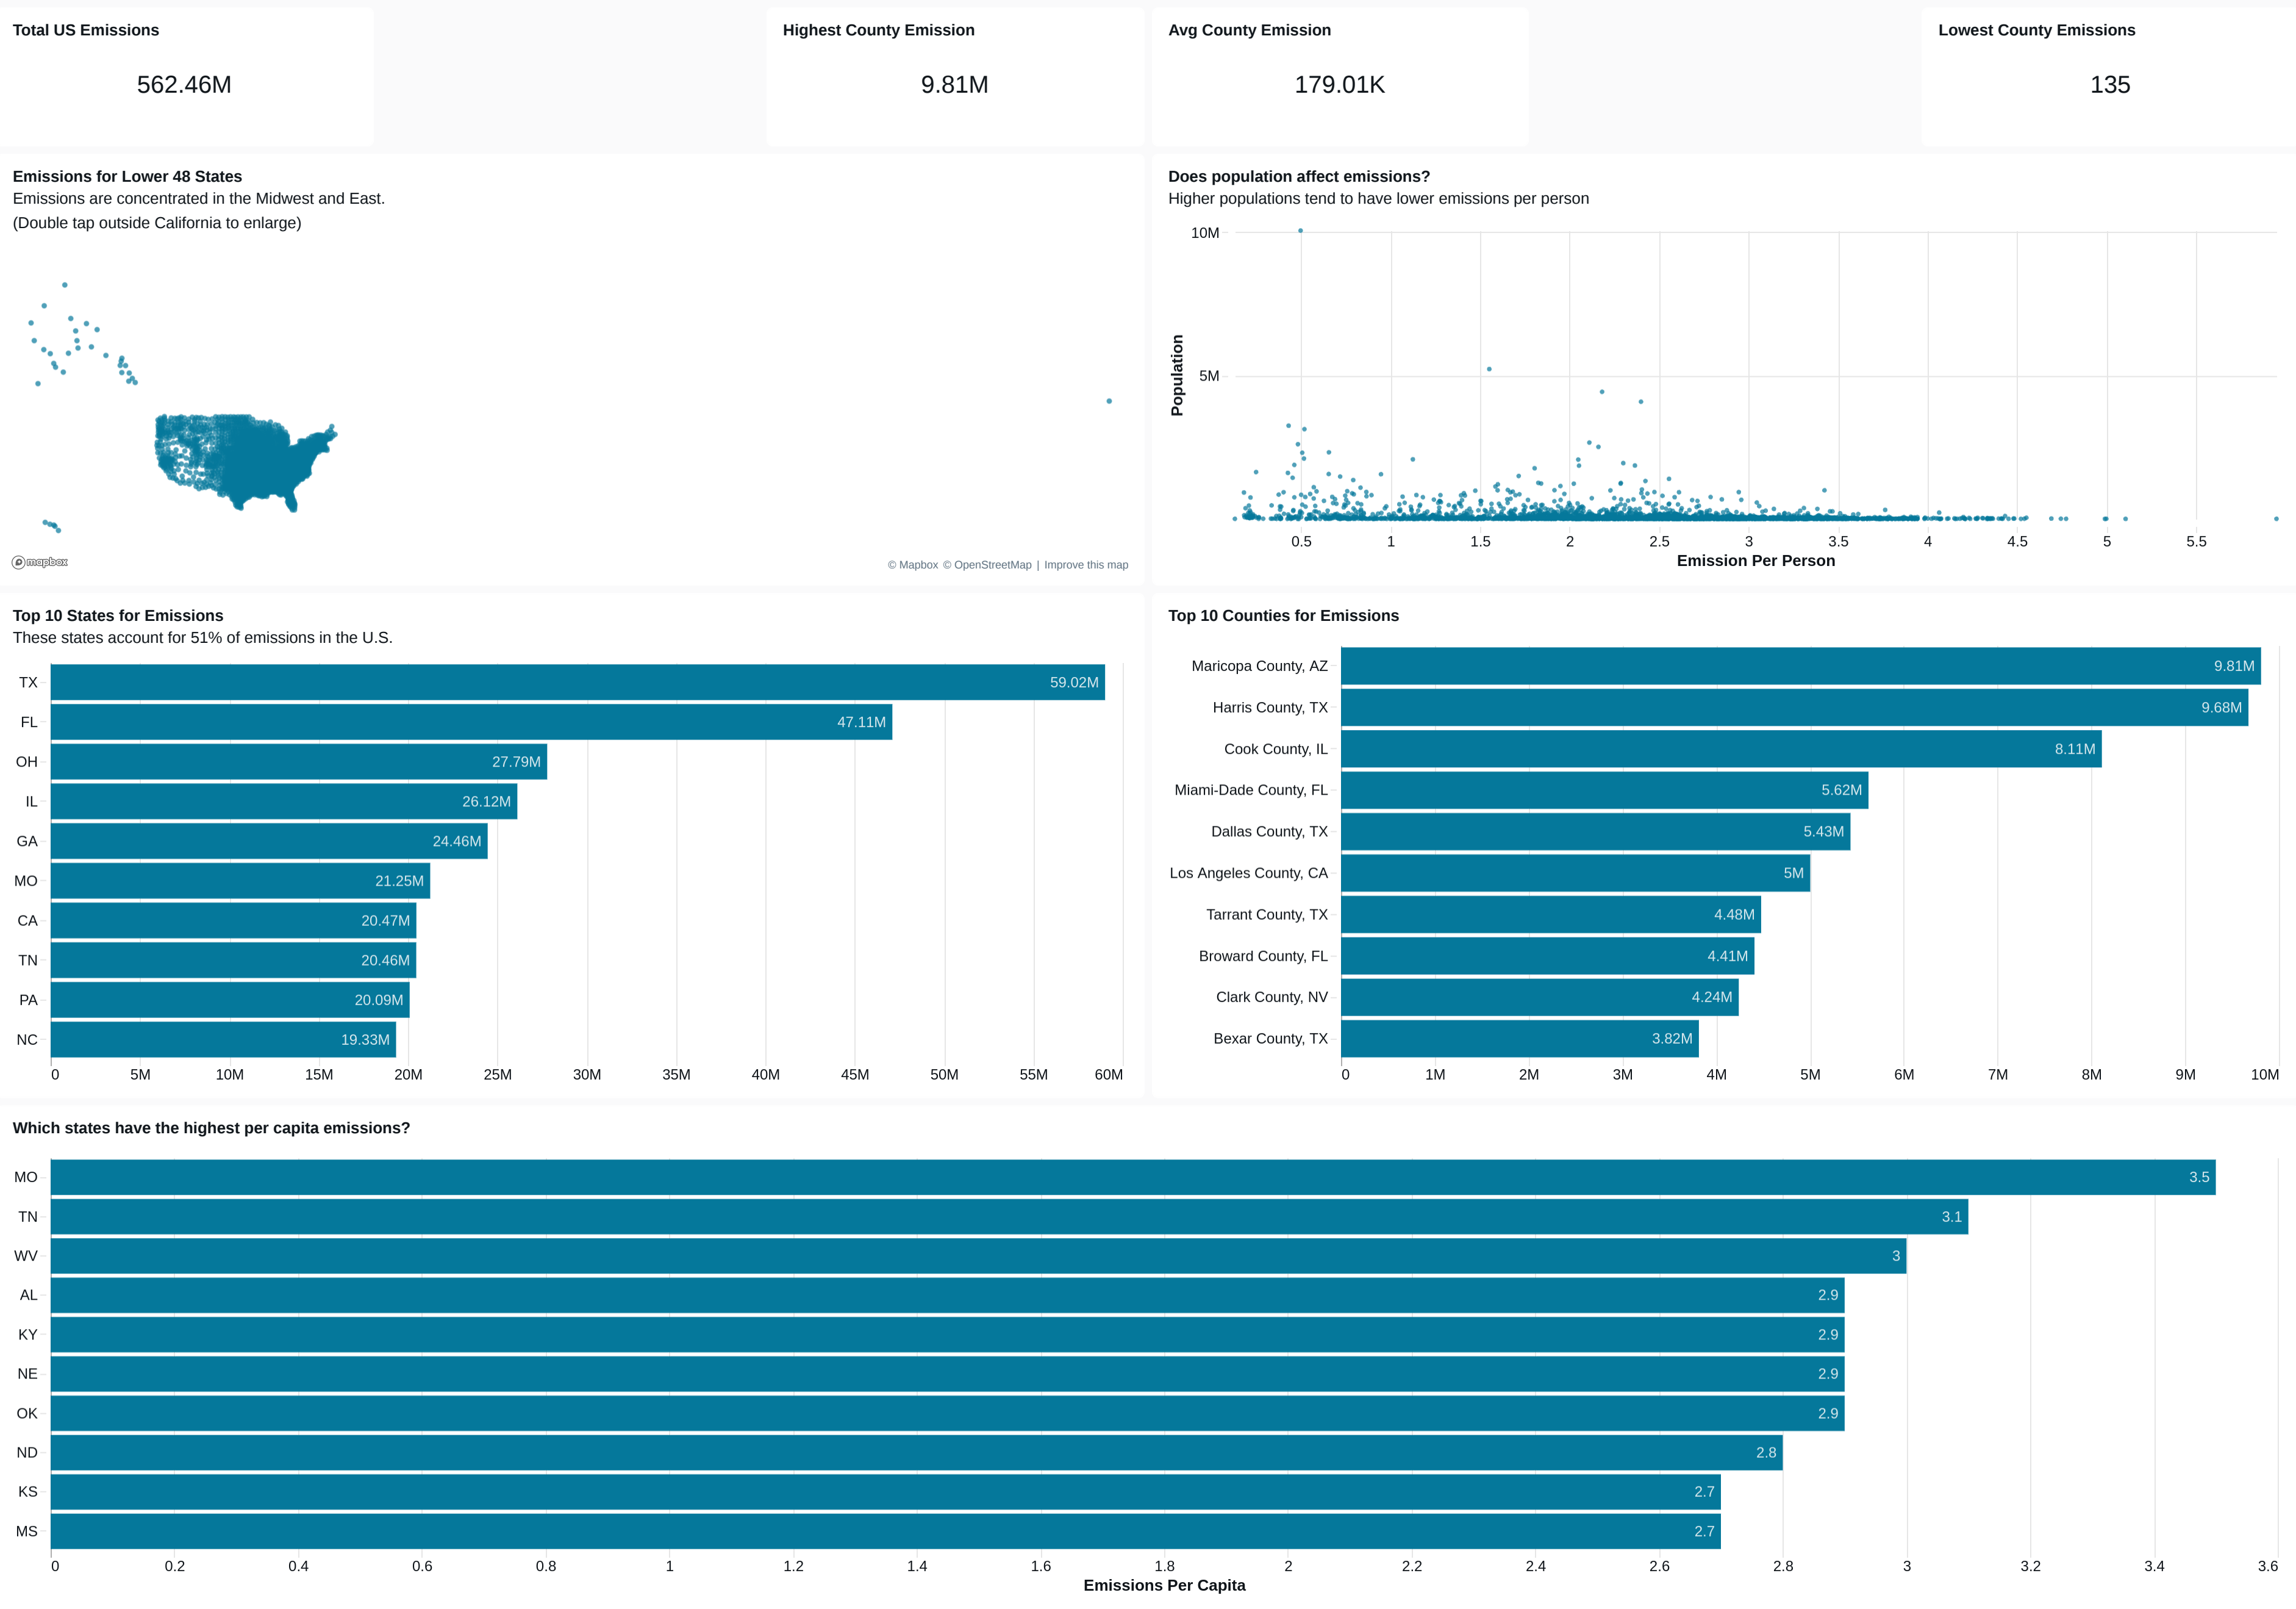 Total US Emissions
562.46M
Highest County Emission
9.81M
Avg County Emission
179.01K
Lowest County Emissions
135
Emissions for Lower 48 States
Emissions are concentrated in the Midwest and East.
(Double tap outside California to enlarge)
mapbox
© Mapbox © OpenStreetMap | Improve this map
Does population affect emissions?
Higher populations tend to have lower emissions per person
Population
10M
5M
0.5 1 1.5 2 2.5 3 3.5 4 4.5 5 5.5
Emission Per Person
Top 10 States for Emissions
These states account for 51% of emissions in the U.S.
TX 59.02M
FL 47.11M
OH 27.79M
IL 26.12M
GA 24.46M
MO 21.25M
CA 20.47M
TN 20.46M
PA 20.09M
NC 19.33M
0 5M 10M 15M 20M 25M 30M 35M 40M 45M 50M 55M 60M
Top 10 Counties for Emissions
Maricopa County, AZ 9.81M
Harris County, TX 9.68M
Cook County, IL 8.11M
Miami-Dade County, FL 5.62M
Dallas County, TX 5.43M
Los Angeles County, CA 5M
Tarrant County, TX 4.48M
Broward County, FL 4.41M
Clark County, NV 4.24M
Bexar County, TX 3.82M
0 1M 2M 3M 4M 5M 6M 7M 8M 9M 10M
Which states have the highest per capita emissions?
MO 3.5
TN 3.1
WV 3
AL 2.9
KY 2.9
NE 2.9
OK 2.9
ND 2.8
KS 2.7
MS 2.7
0 0.2 0.4 0.6 0.8 1 1.2 1.4 1.6 1.8 2 2.2 2.4 2.6 2.8 3 3.2 3.4 3.6
Emissions Per Capita